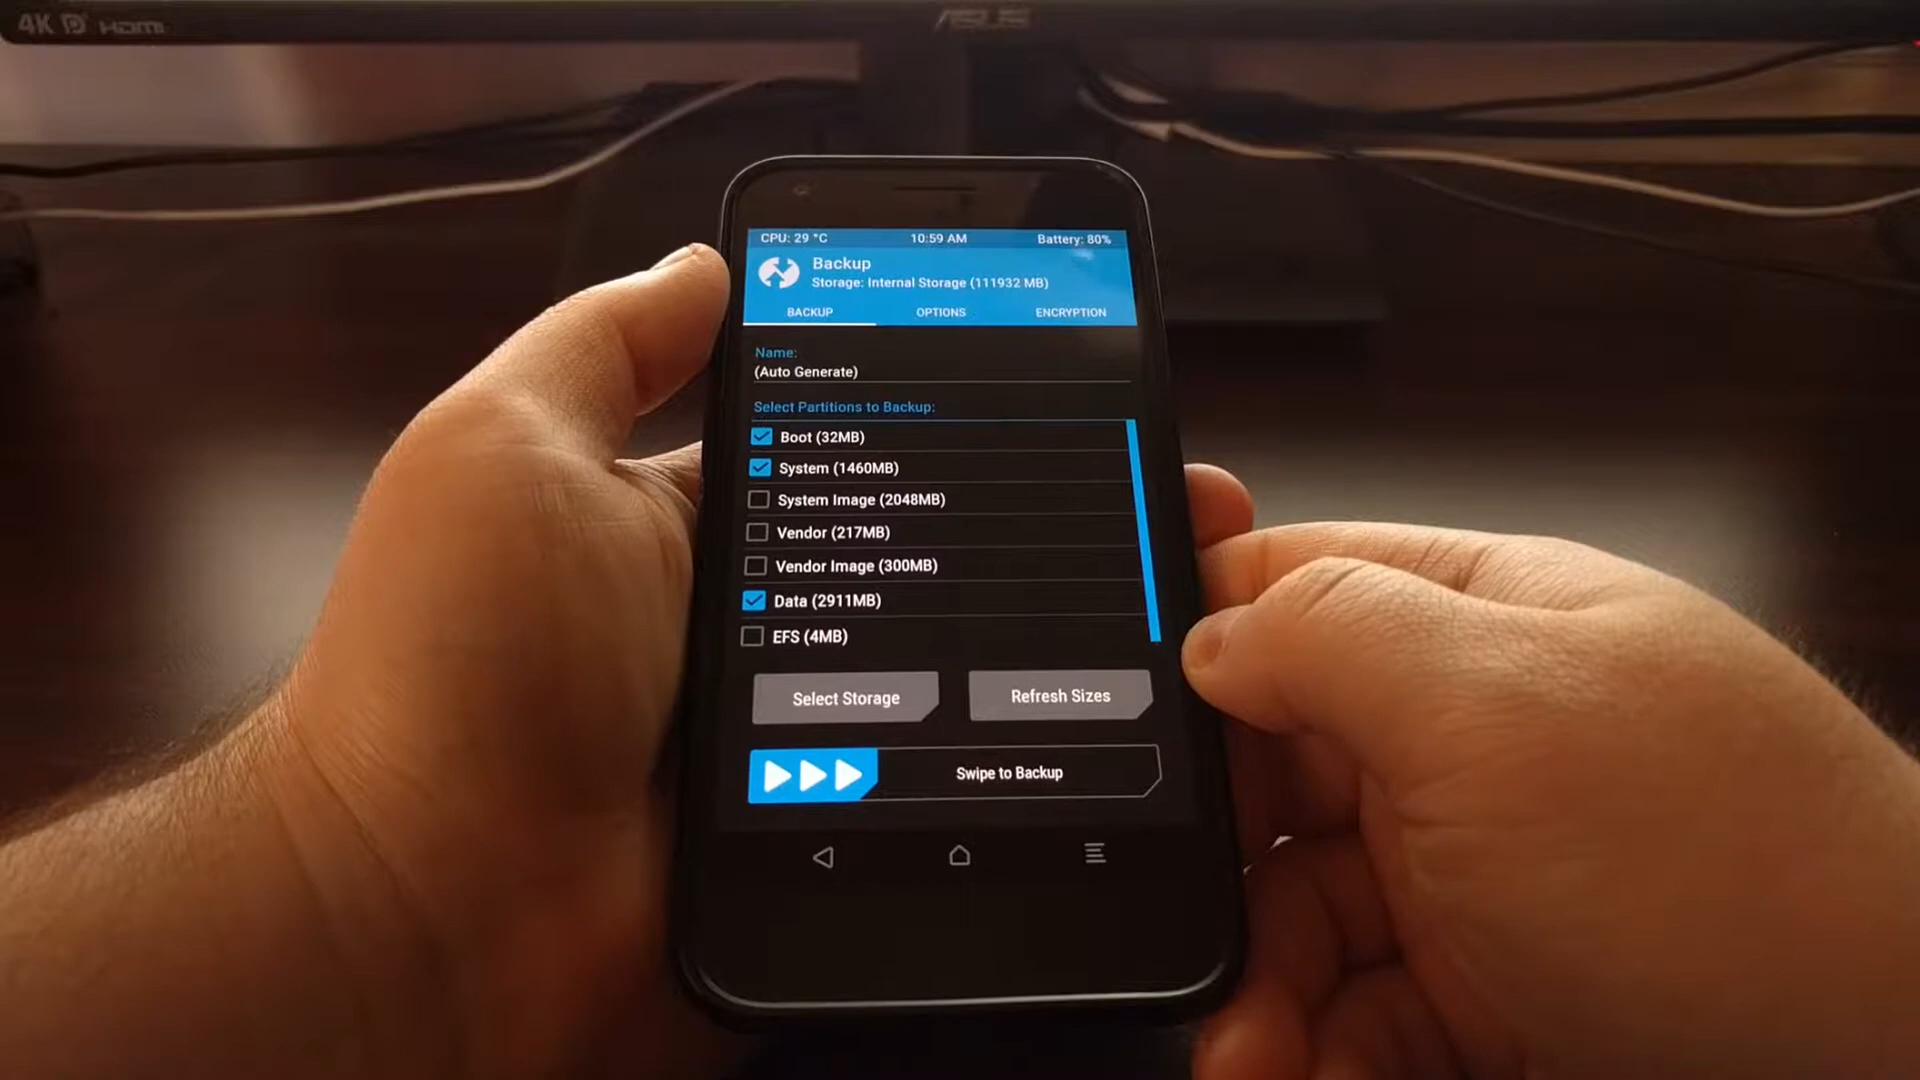 4K HDMI
ASUS
CPU: 29 °C 10:59 AM Battery: 80%
Backup
Storage: Internal Storage (111932 MB)
BACKUP OPTIONS ENCRYPTION
Name:
(Auto Generate)
Select Partitions to Backup:
Boot (32MB)
System (1460MB)
System Image (2048MB)
Vendor (217MB)
Vendor Image (300MB)
Data (2911MB)
EFS (4MB)
Select Storage Refresh Sizes
Swipe to Backup